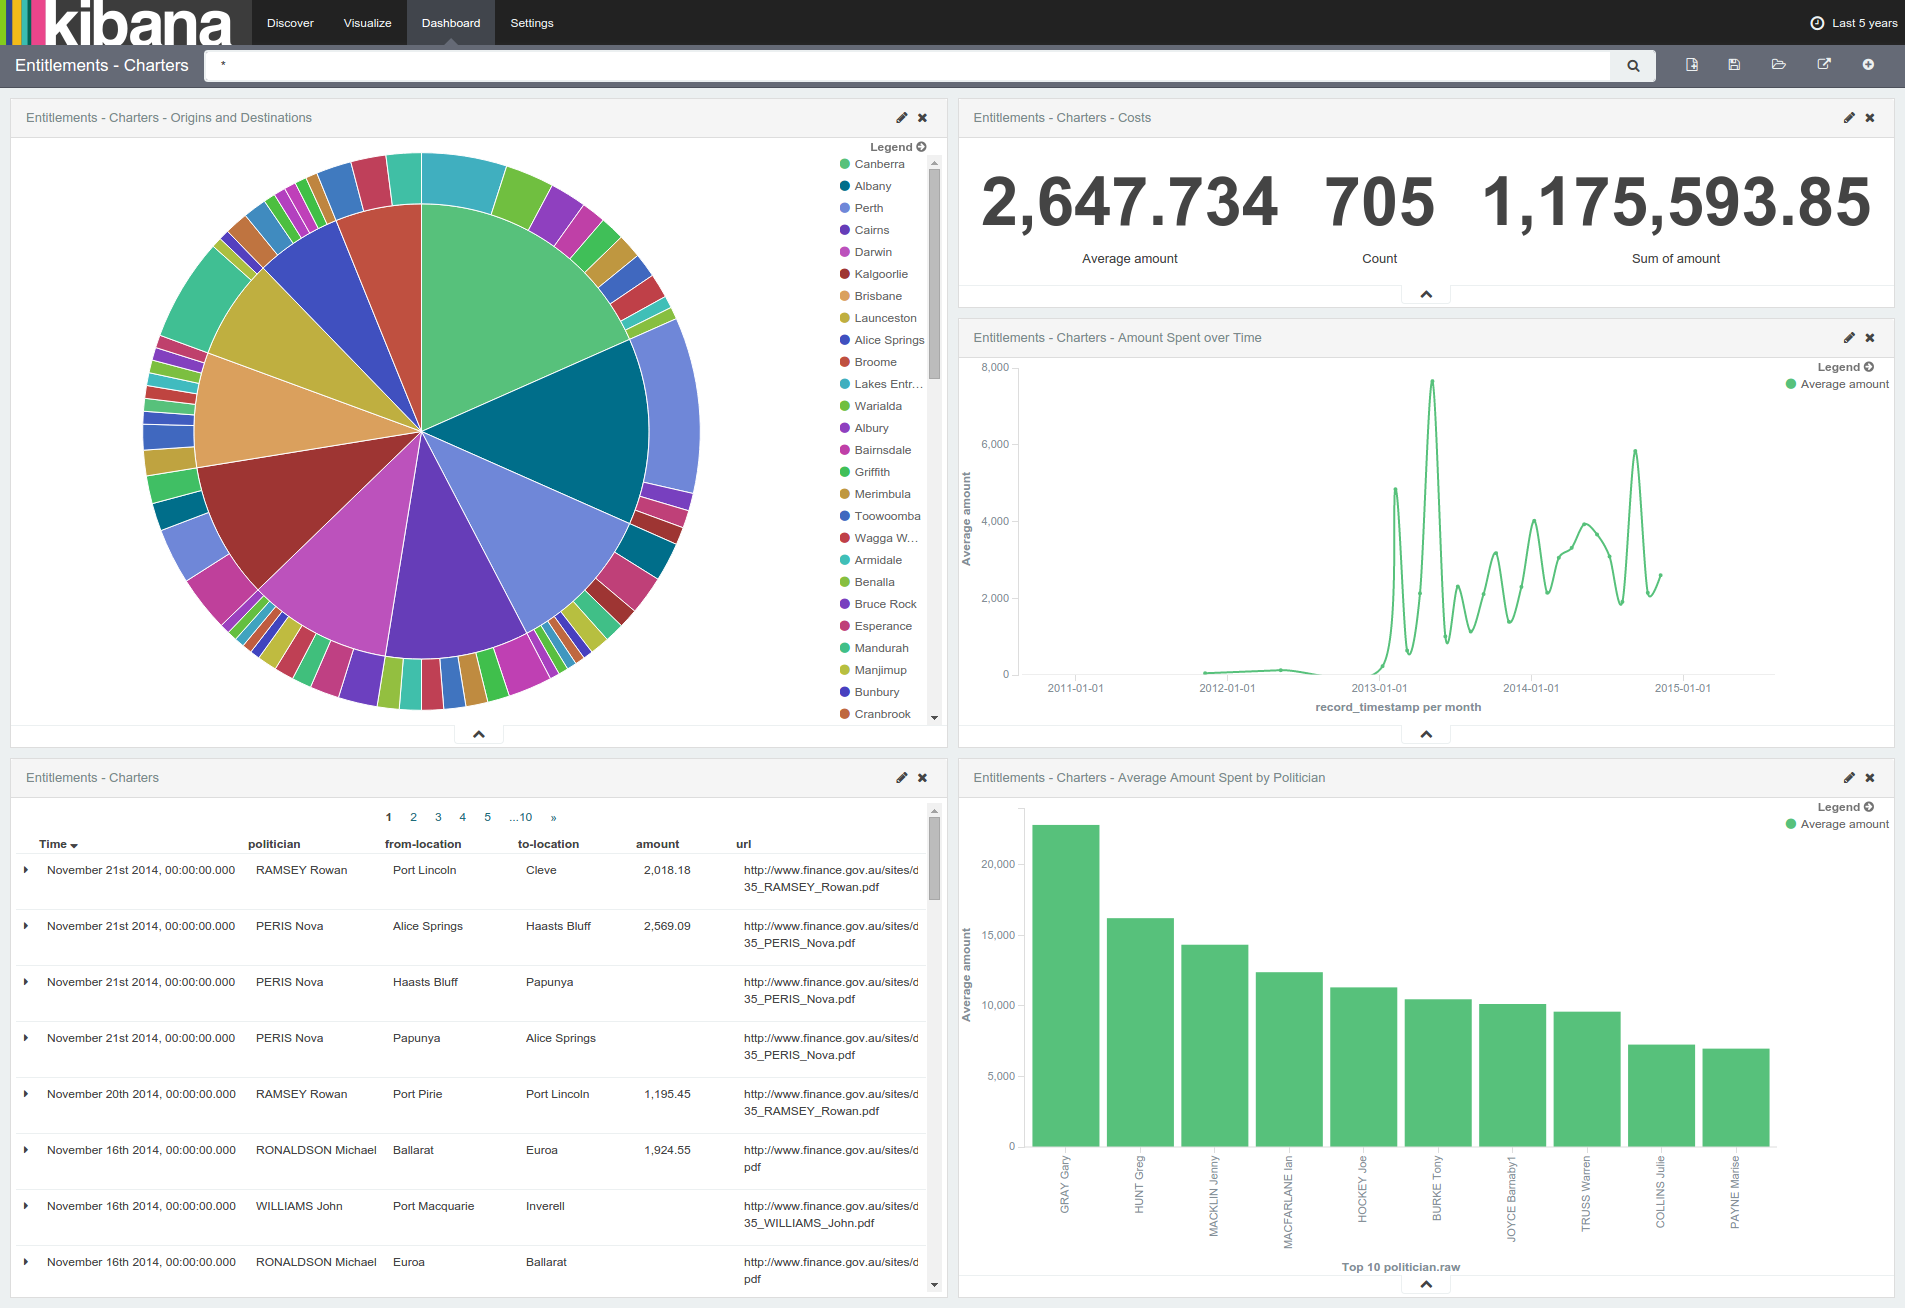 kibana Discover Visualize Dashboard Settings Last 5 years
Entitlements - Charters *
Entitlements - Charters - Origins and Destinations
Legend
Canberra
Albany
Perth
Cairns
Darwin
Kalgoorlie
Brisbane
Launceston
Alice Springs
Broome
Lakes Entr...
Warialda
Albury
Bairnsdale
Griffith
Merimbula
Toowoomba
Wagga W...
Armidale
Benalla
Bruce Rock
Esperance
Mandurah
Manjimup
Bunbury
Cranbrook
Entitlements - Charters - Costs
2,647.734 705 1,175,593.85
Average amount Count Sum of amount
Entitlements - Charters - Amount Spent over Time
Legend
Average amount
8,000
6,000
4,000
2,000
0
Average amount
2011-01-01 2012-01-01 2013-01-01 2014-01-01 2015-01-01
record_timestamp per month
Entitlements - Charters
1 2 3 4 5 ...10 »
Time politician from-location to-location amount url
November 21st 2014, 00:00:00.000 RAMSEY Rowan Port Lincoln Cleve 2,018.18 http://www.finance.gov.au/sites/d
35_RAMSEY_Rowan.pdf
November 21st 2014, 00:00:00.000 PERIS Nova Alice Springs Haasts Bluff 2,569.09 http://www.finance.gov.au/sites/d
35_PERIS_Nova.pdf
November 21st 2014, 00:00:00.000 PERIS Nova Haasts Bluff Papunya http://www.finance.gov.au/sites/d
35_PERIS_Nova.pdf
November 21st 2014, 00:00:00.000 PERIS Nova Papunya Alice Springs http://www.finance.gov.au/sites/d
35_PERIS_Nova.pdf
November 20th 2014, 00:00:00.000 RAMSEY Rowan Port Pirie Port Lincoln 1,195.45 http://www.finance.gov.au/sites/d
35_RAMSEY_Rowan.pdf
November 16th 2014, 00:00:00.000 RONALDSON Michael Ballarat Euroa 1,924.55 http://www.finance.gov.au/sites/d
pdf
November 16th 2014, 00:00:00.000 WILLIAMS John Port Macquarie Inverell http://www.finance.gov.au/sites/d
35_WILLIAMS_John.pdf
November 16th 2014, 00:00:00.000 RONALDSON Michael Euroa Ballarat http://www.finance.gov.au/sites/d
pdf
Entitlements - Charters - Average Amount Spent by Politician
Legend
Average amount
20,000
15,000
10,000
5,000
0
Average amount
GRAY Gary
HUNT Greg
MACKLIN Jenny
MACFARLANE Ian
HOCKEY Joe
BURKE Tony
JOYCE Barnaby1
TRUSS Warren
COLLINS Julie
PAYNE Marise
Top 10 politician.raw